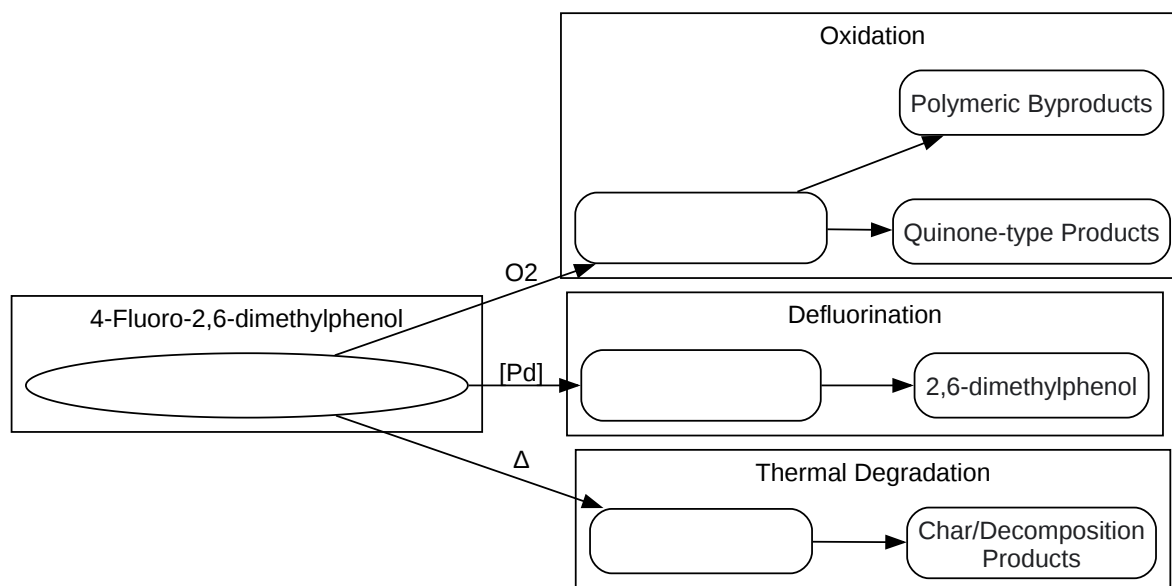 Oxidation
Polymeric Byproducts
Quinone-type Products
O2
4-Fluoro-2,6-dimethylphenol
Defluorination
[Pd]
2,6-dimethylphenol
Δ
Thermal Degradation
Char/Decomposition
Products